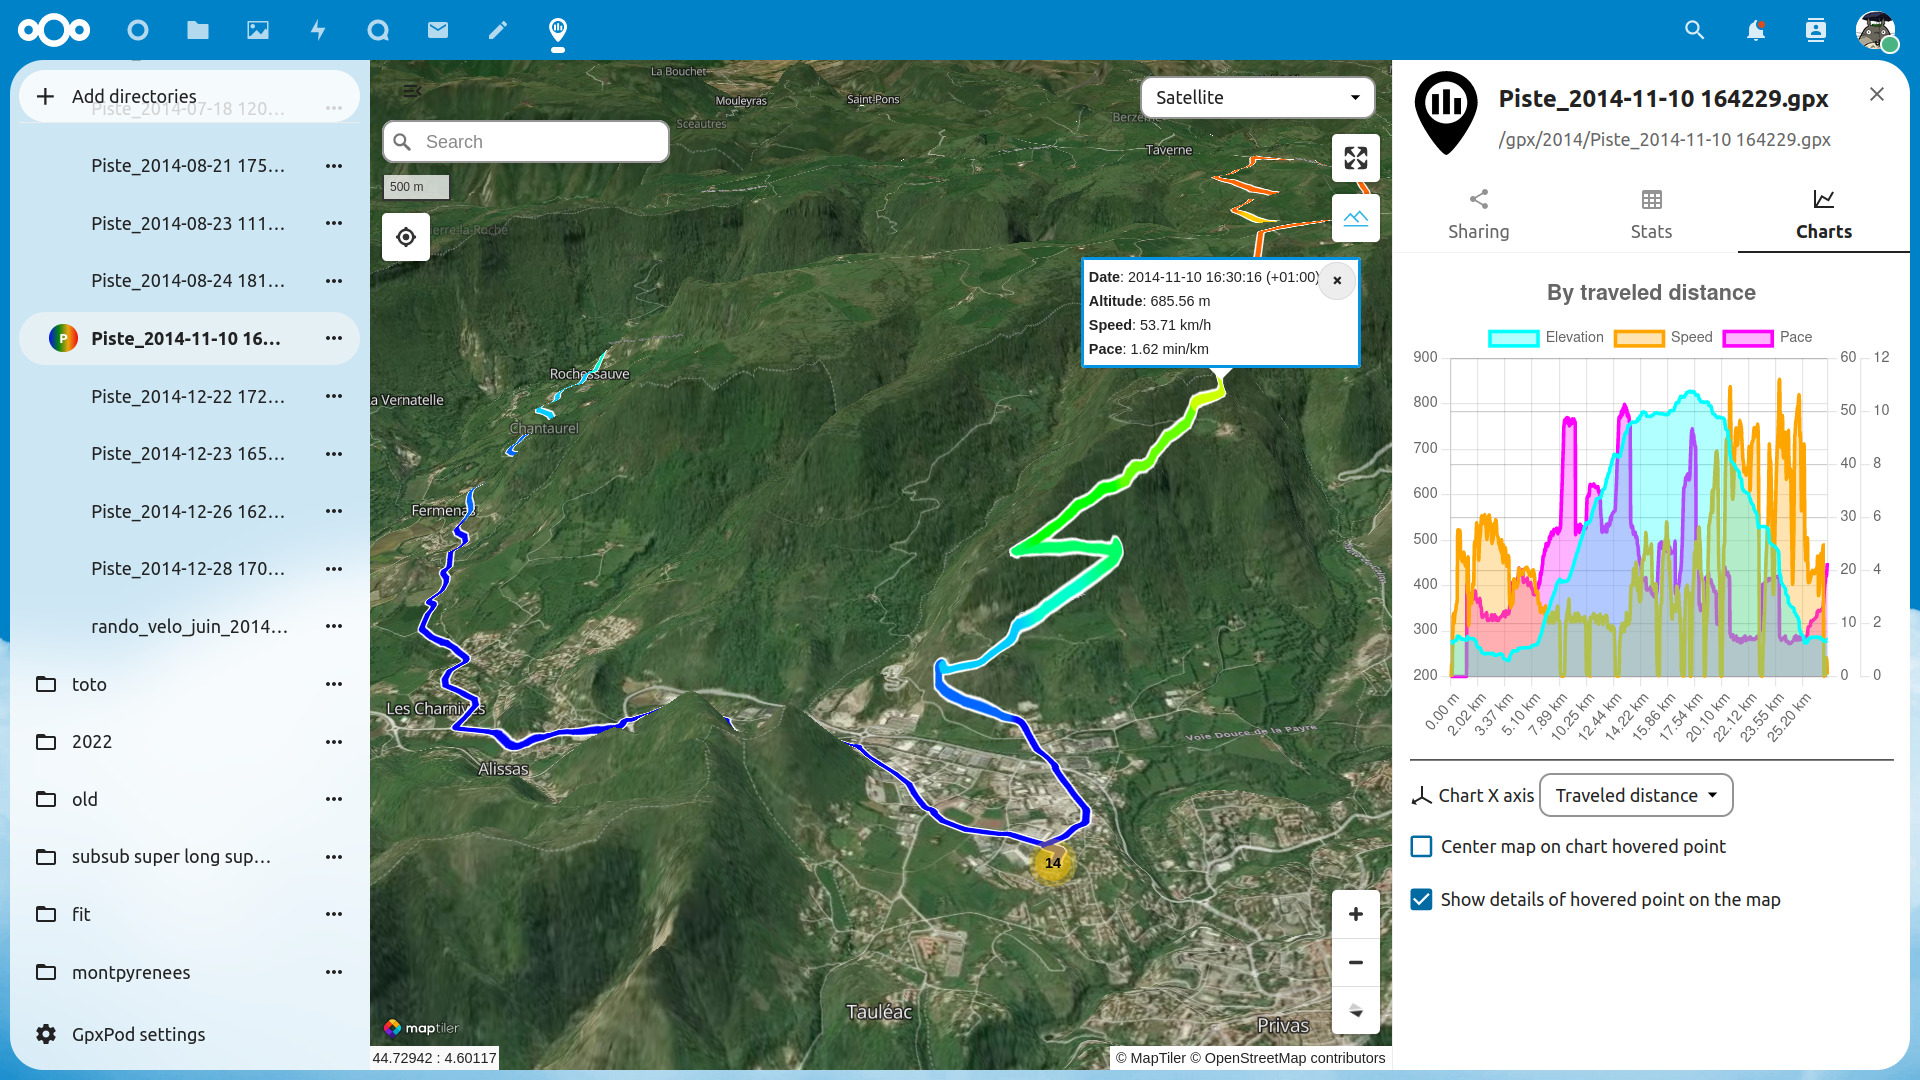 Add directories
Piste_2014-07-18 120...
Piste_2014-08-21 175...
Piste_2014-08-23 111...
Piste_2014-08-24 181...
P
Piste_2014-11-10 16...
Piste_2014-12-22 172...
Piste_2014-12-23 165...
Piste_2014-12-26 162...
Piste_2014-12-28 170...
rando_velo_juin_2014...
toto
2022
old
subsub super long sup...
fit
montpyrenees
GpxPod settings
La Bouchet
Mouleyras
Saint-Pons
Sceautres
Taverne
Satellite
Search
500 m
Date: 2014-11-10 16:30:16 (+01:00)
Altitude: 685.56 m
Speed: 53.71 km/h
Pace: 1.62 min/km
Rochessauve
a Vernatelle
Chantaurel
Fermenas
Les Charnives
Alissas
Voie Douce de la Payre
14
Tauléac
Privas
maptiler
44.72942 : 4.60117
© MapTiler © OpenStreetMap contributors
Piste_2014-11-10 164229.gpx
/gpx/2014/Piste_2014-11-10 164229.gpx
Sharing
Stats
Charts
By traveled distance
Elevation
Speed
Pace
900 60 12
800 50 10
700 40 8
600
500 30 6
400 20 4
300 10 2
200 0 0
0.00 m
2.02 km
3.37 km
5.10 km
7.89 km
10.25 km
12.44 km
14.22 km
15.86 km
17.54 km
20.10 km
22.12 km
23.55 km
25.20 km
Chart X axis
Traveled distance
Center map on chart hovered point
Show details of hovered point on the map